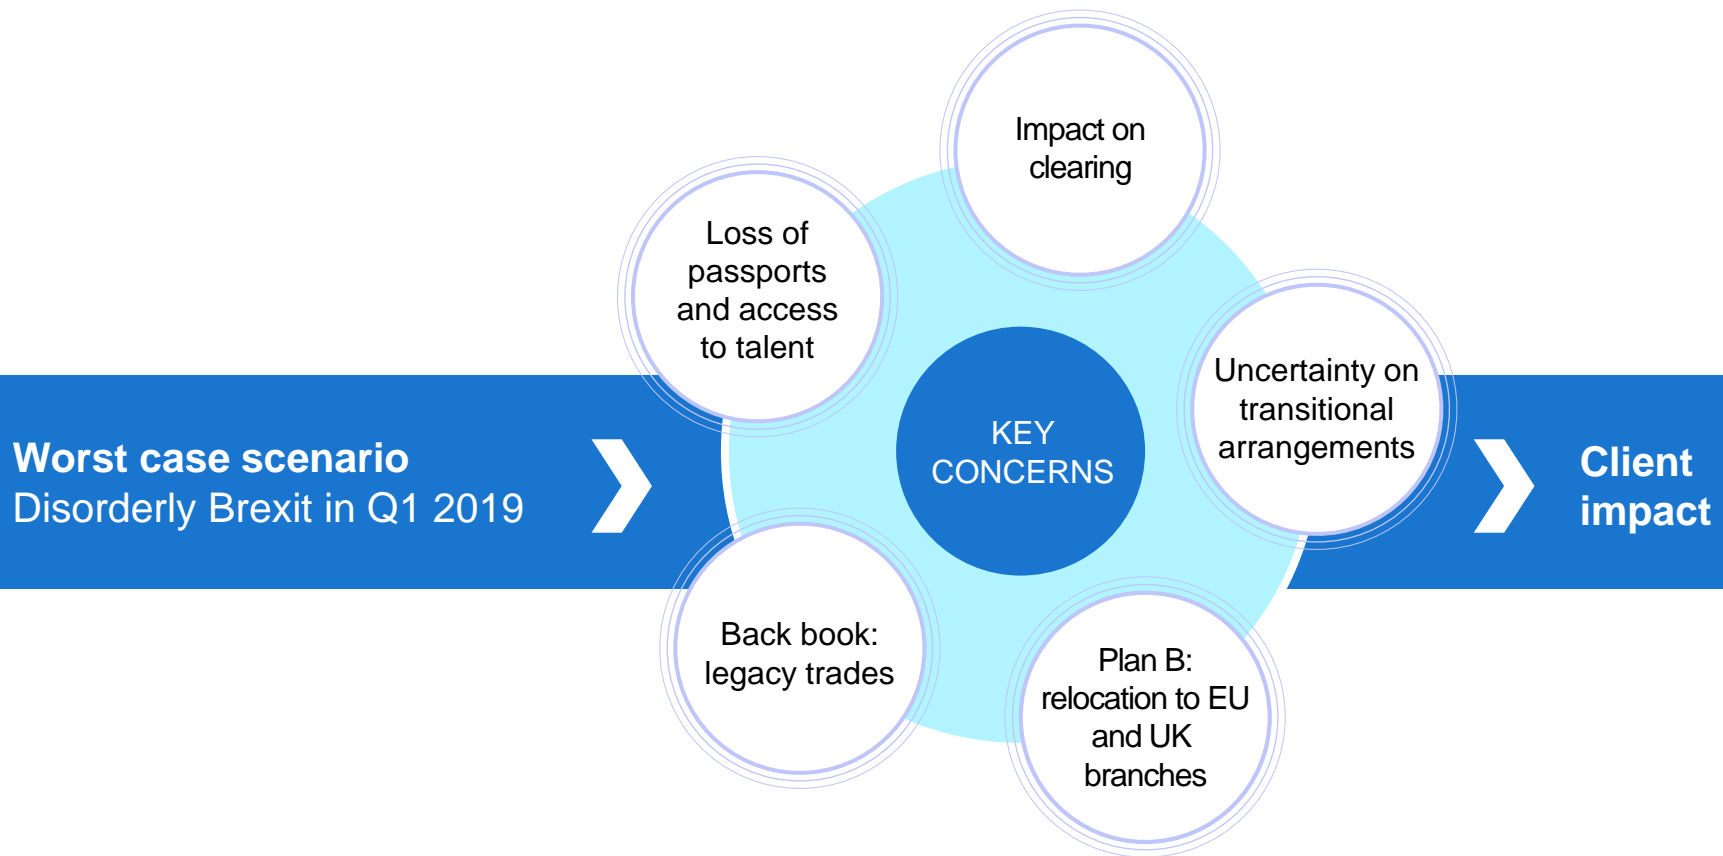 Worst case scenario
Disorderly Brexit in Q1 2019
Loss of
passports
and access
to talent
Impact on
clearing
Uncertainty on
transitional
arrangements
KEY
CONCERNS
Back book:
legacy trades
Plan B:
relocation to EU
and UK
branches
Client
impact